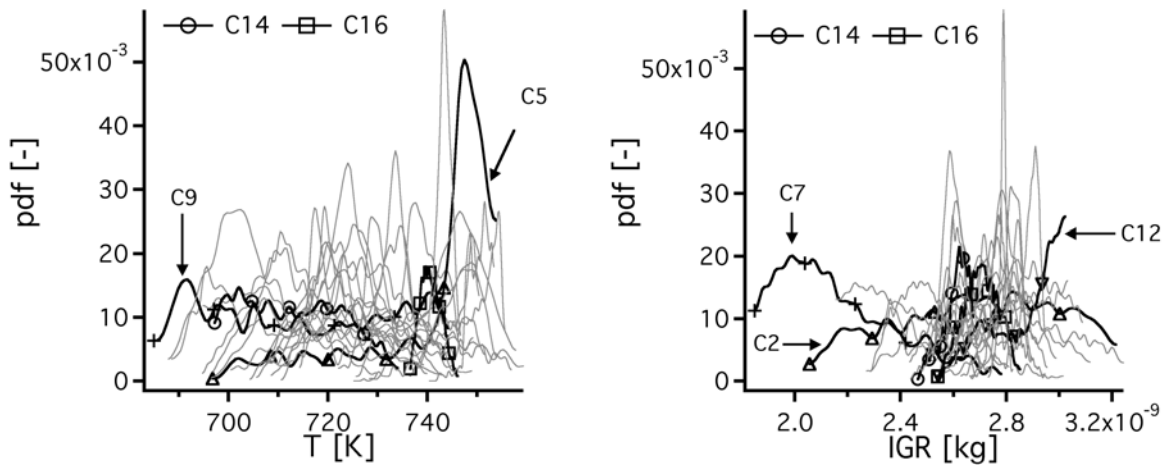 C14 C16
50x10-3
40
30
20
10
0
pdf [-]
C9
C5
700 720 740
T [K]
C14 C16
50x10-3
40
30
20
10
0
pdf [-]
C7
C2
C12
2.0 2.4 2.8 3.2x10-9
IGR [kg]